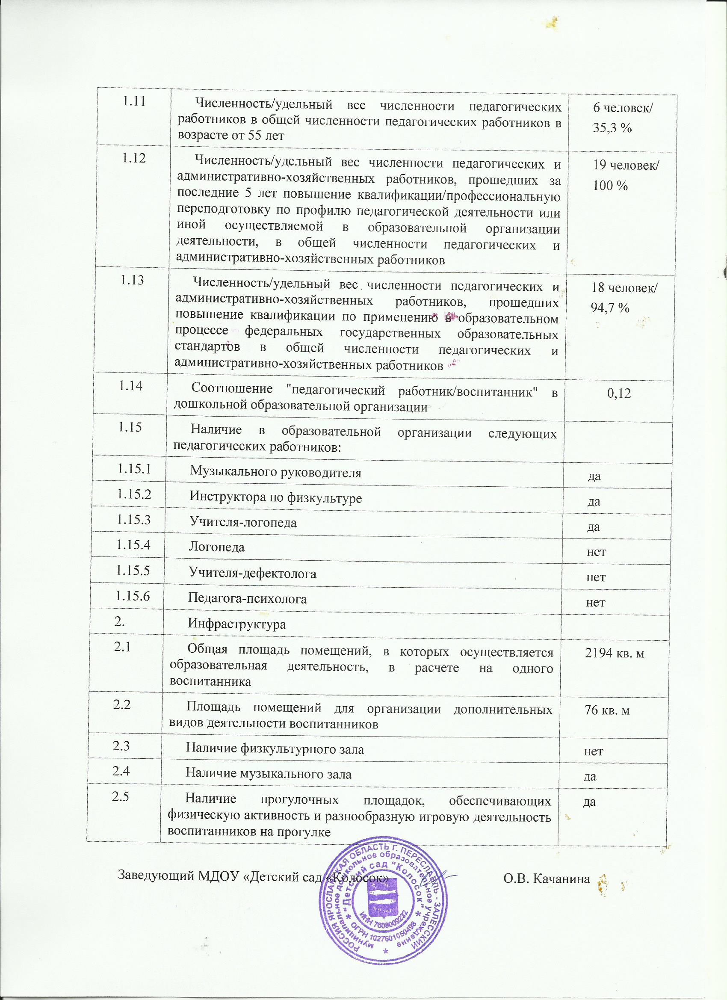 1.11
Численность/удельный вес численности педагогических
работников в общей численности педагогических работников в
возрасте от 55 лет
6 человек/
35,3 %
1.12
Численность/удельный вес численности педагогических и
административно-хозяйственных работников, прошедших за
последние 5 лет повышение квалификации/профессиональную
переподготовку по профилю педагогической деятельности или
иной осуществляемой в образовательной организации
деятельности, в общей численности педагогических и
административно-хозяйственных работников
19 человек/
100 %
1.13
Численность/удельный вес численности педагогических и
административно-хозяйственных работников, прошедших
повышение квалификации по применению в образовательном
процессе федеральных государственных образовательных
стандартов в общей численности педагогических и
административно-хозяйственных работников
18 человек/
94,7 %
1.14
Соотношение "педагогический работник/воспитанник" в
дошкольной образовательной организации
0,12
1.15
Наличие в образовательной организации следующих
педагогических работников:
1.15.1
Музыкального руководителя
да
1.15.2
Инструктора по физкультуре
да
1.15.3
Учителя-логопеда
да
1.15.4
Логопеда
нет
1.15.5
Учителя-дефектолога
нет
1.15.6
Педагога-психолога
нет
2.
Инфраструктура
2.1
Общая площадь помещений, в которых осуществляется
образовательная деятельность, в расчете на одного
воспитанника
2194 кв. м
2.2
Площадь помещений для организации дополнительных
видов деятельности воспитанников
76 кв. м
2.3
Наличие физкультурного зала
нет
2.4
Наличие музыкального зала
да
2.5
Наличие прогулочных площадок, обеспечивающих
физическую активность и разнообразную игровую деятельность
воспитанников на прогулке
да
Заведующий МДОУ «Детский сад «Колосок»
О.В. Качанина
РОССИЯ ЯРОСЛАВСКАЯ ОБЛАСТЬ Г. ПЕРЕСЛАВЛЬ - ЗАЛЕССКИЙ
муниципальное дошкольное образовательное учреждение
"Детский сад "Колосок"
* ОГРН 1027601050498 *
ИНН 7608009232
*